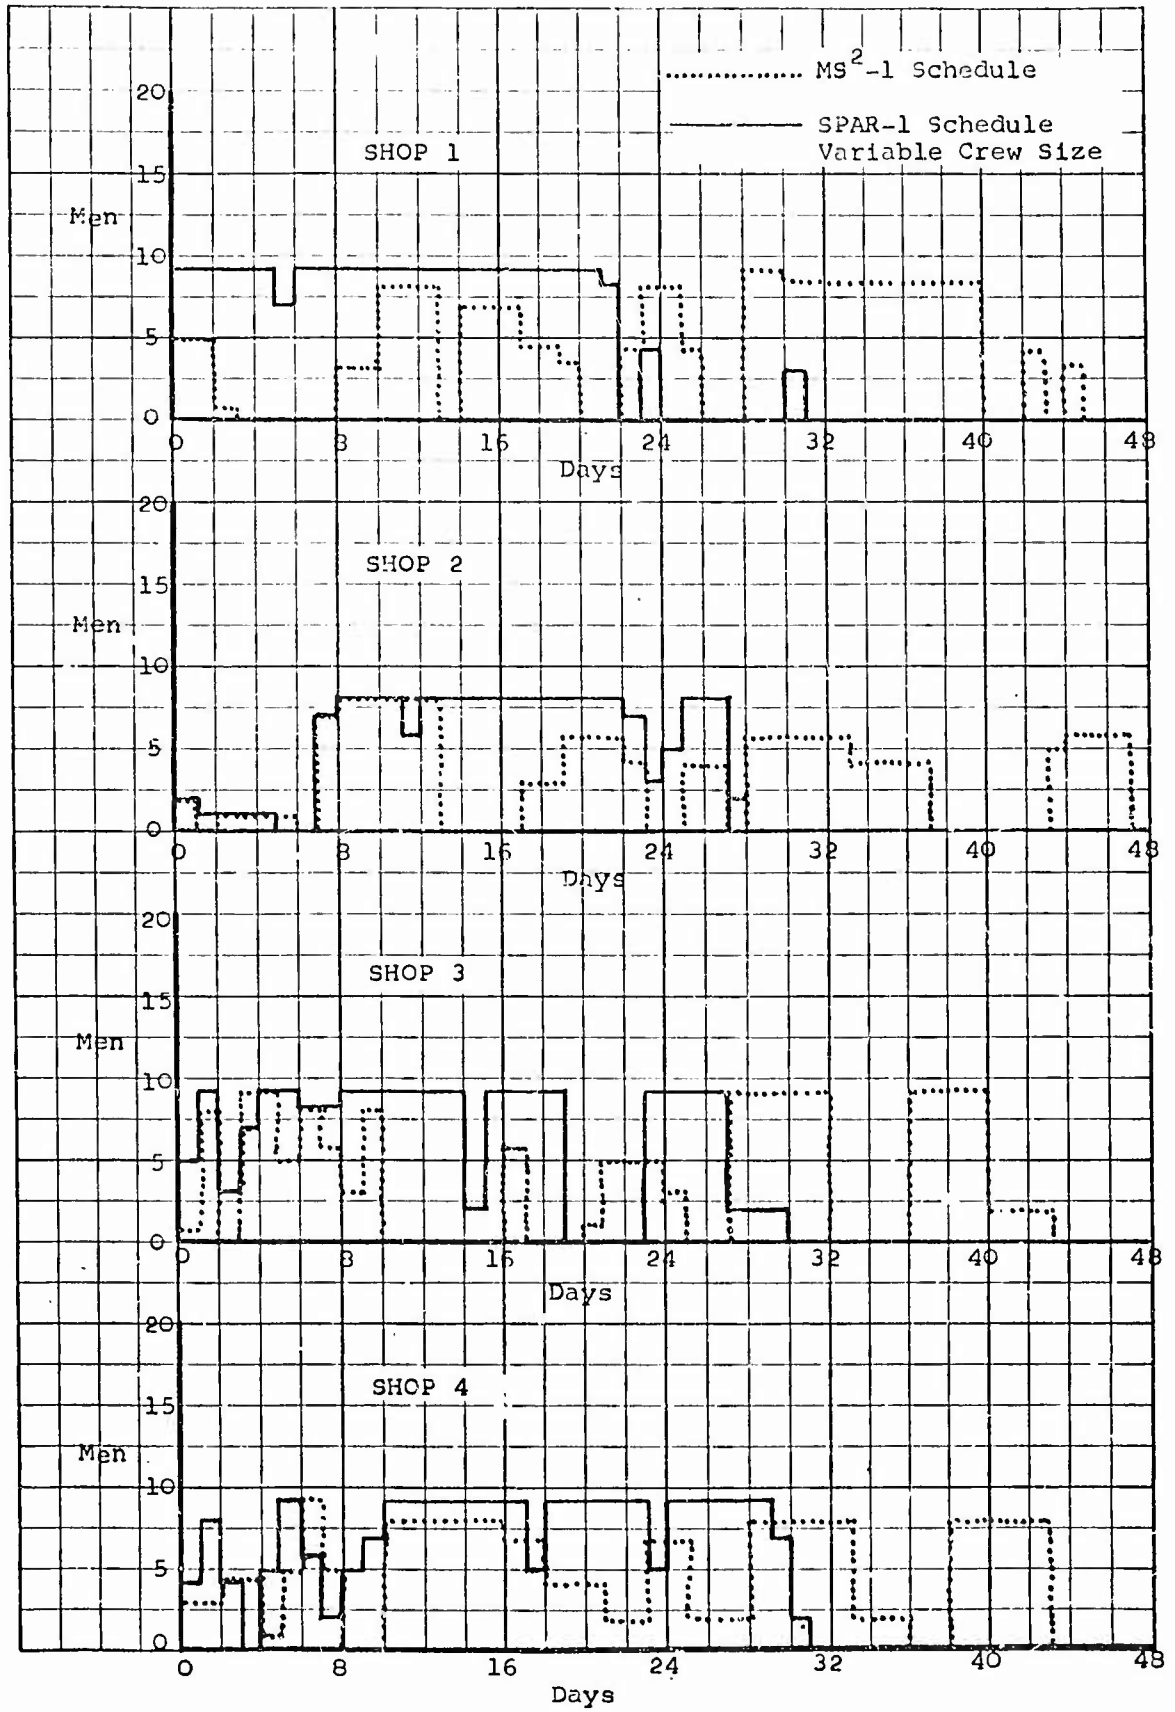 MS²-1 Schedule
SPAR-1 Schedule
Variable Crew Size
SHOP 1
20
15
Men
10
5
0
0 8 16 24 32 40 48
Days
SHOP 2
20
15
Men
10
5
0
0 8 16 24 32 40 48
Days
SHOP 3
20
15
Men
10
5
0
0 8 16 24 32 40 48
Days
SHOP 4
20
15
Men
10
5
0
0 8 16 24 32 40 48
Days